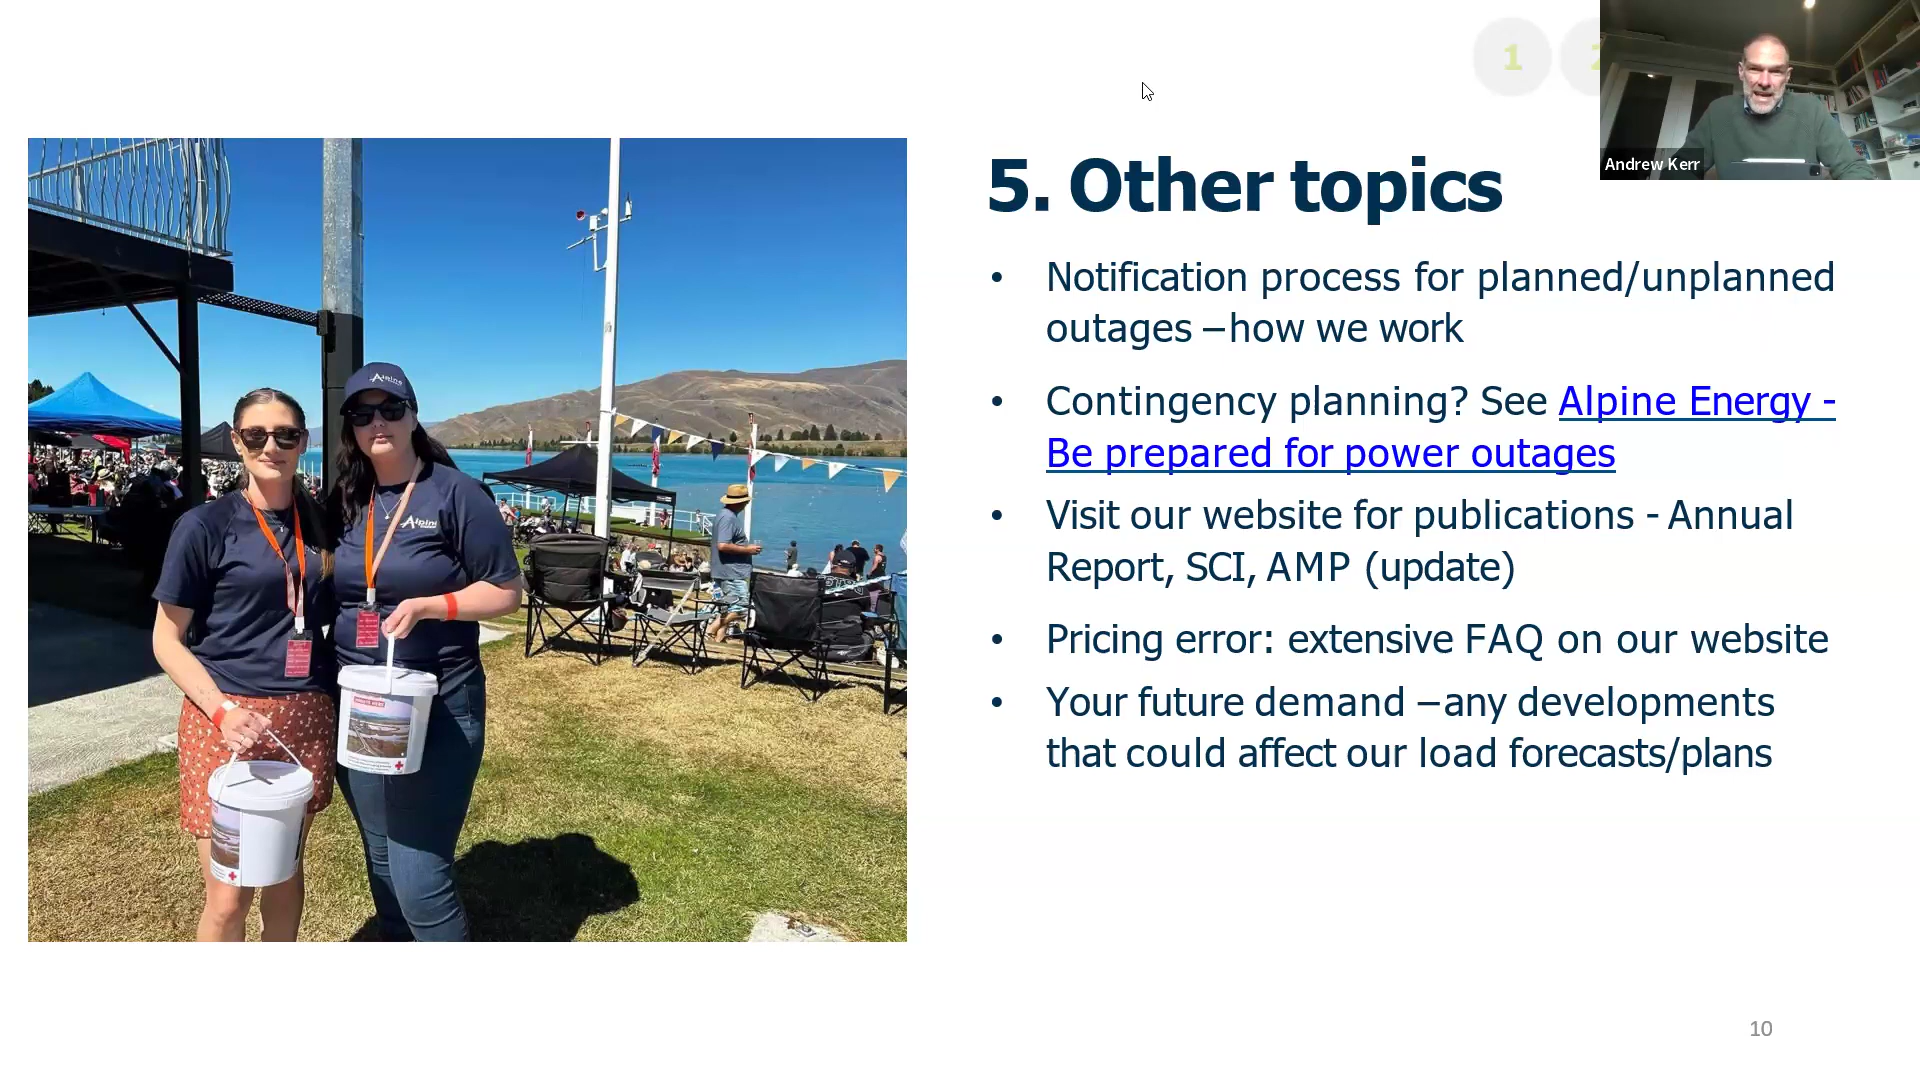 1
Andrew Kerr
5. Other topics
• Notification process for planned/unplanned
outages –how we work
• Contingency planning? See Alpine Energy -
Be prepared for power outages
• Visit our website for publications - Annual
Report, SCI, AMP (update)
• Pricing error: extensive FAQ on our website
• Your future demand –any developments
that could affect our load forecasts/plans
Alpine
Alpine
10